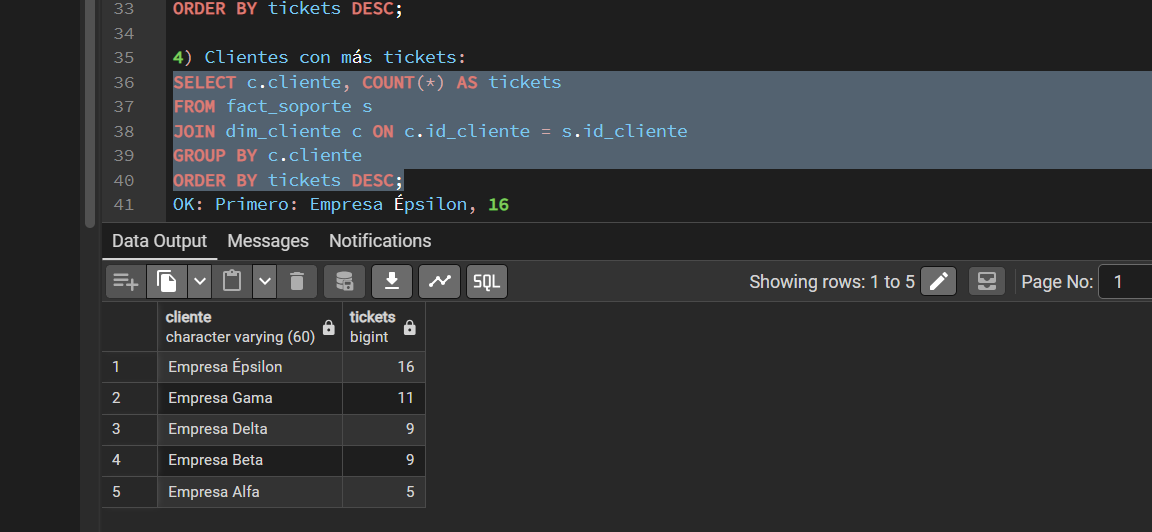 33 ORDER BY tickets DESC;
34
35 4) Clientes con más tickets:
36 SELECT c.cliente, COUNT(*) AS tickets
37 FROM fact_soporte s
38 JOIN dim_cliente c ON c.id_cliente = s.id_cliente
39 GROUP BY c.cliente
40 ORDER BY tickets DESC;
41 OK: Primero: Empresa Épsilon, 16
Data Output Messages Notifications
SQL Showing rows: 1 to 5 Page No: 1
cliente tickets
character varying (60) bigint
1 Empresa Épsilon 16
2 Empresa Gama 11
3 Empresa Delta 9
4 Empresa Beta 9
5 Empresa Alfa 5